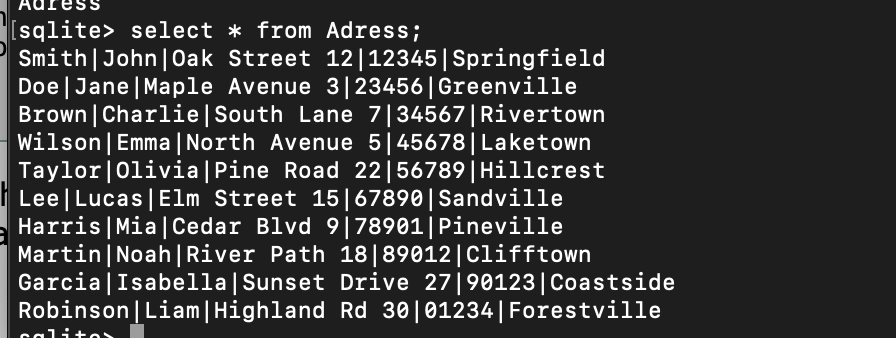 Adress
sqlite> select * from Adress;
Smith|John|Oak Street 12|12345|Springfield
Doe|Jane|Maple Avenue 3|23456|Greenville
Brown|Charlie|South Lane 7|34567|Rivertown
Wilson|Emma|North Avenue 5|45678|Laketown
Taylor|Olivia|Pine Road 22|56789|Hillcrest
Lee|Lucas|Elm Street 15|67890|Sandville
Harris|Mia|Cedar Blvd 9|78901|Pineville
Martin|Noah|River Path 18|89012|Clifftown
Garcia|Isabella|Sunset Drive 27|90123|Coastside
Robinson|Liam|Highland Rd 30|01234|Forestville
sqlite>